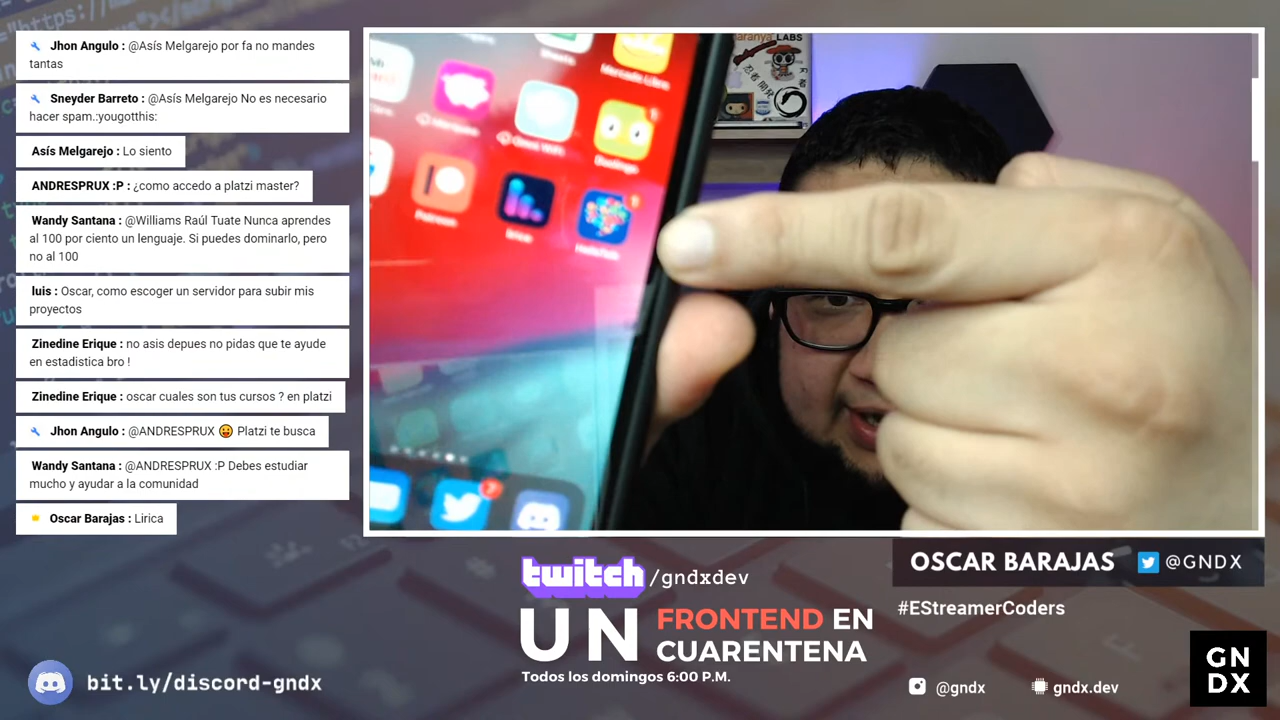 Jhon Angulo : @Asís Melgarejo por fa no mandes
tantas
Sneyder Barreto : @Asís Melgarejo No es necesario
hacer spam.:yougotthis:
Asís Melgarejo : Lo siento
ANDRESPRUX :P : ¿como accedo a platzi master?
Wandy Santana : @Williams Raúl Tuate Nunca aprendes
al 100 por ciento un lenguaje. Si puedes dominarlo, pero
no al 100
luis : Oscar, como escoger un servidor para subir mis
proyectos
Zinedine Erique : no asis depues no pidas que te ayude
en estadistica bro !
Zinedine Erique : oscar cuales son tus cursos ? en platzi
Jhon Angulo : @ANDRESPRUX 😛 Platzi te busca
Wandy Santana : @ANDRESPRUX :P Debes estudiar
mucho y ayudar a la comunidad
Oscar Barajas : Lirica
LABS
Mercado Libre
Duolingo
Patreon
OSCAR BARAJAS @GNDX
#EStreamerCoders
twitch/gndxdev
UN FRONTEND EN
CUARENTENA
Todos los domingos 6:00 P.M.
bit.ly/discord-gndx
@gndx gndx.dev
GN
DX